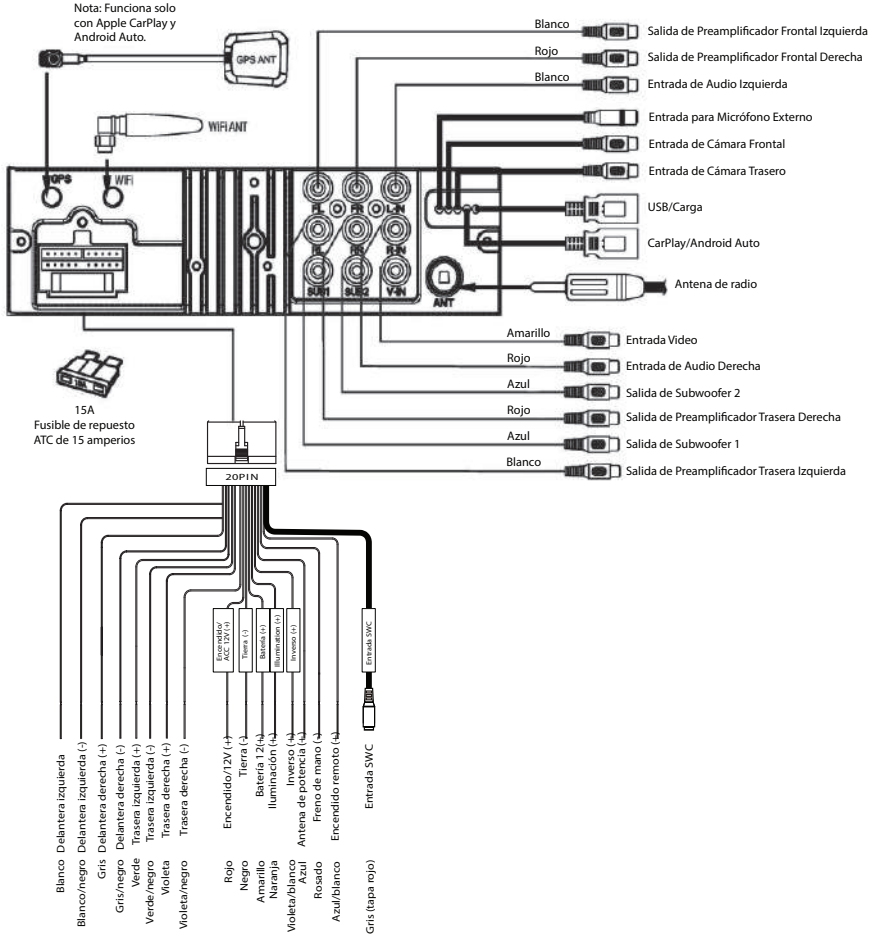 Nota: Funciona solo
con Apple CarPlay y
Android Auto.
GPS ANT
WiFi ANT
GPS
WiFi
Blanco
Salida de Preamplificador Frontal Izquierda
Rojo
Salida de Preamplificador Frontal Derecha
Blanco
Entrada de Audio Izquierda
Entrada para Micrófono Externo
Entrada de Cámara Frontal
Entrada de Cámara Trasero
USB/Carga
CarPlay/Android Auto
Antena de radio
FL
FR
L-IN
RL
RR
R-IN
SUB1
SUB2
V-IN
ANT
Amarillo
Entrada Video
Rojo
Entrada de Audio Derecha
Azul
Salida de Subwoofer 2
Rojo
Salida de Preamplificador Trasera Derecha
Azul
Salida de Subwoofer 1
Blanco
Salida de Preamplificador Trasera Izquierda
15A
15A
Fusible de repuesto
ATC de 15 amperios
20PIN
Encendido/
ACC 12V (+)
Tierra (-)
Batería (+)
Illumination (+)
Inverso (+)
Entrada SWC
Blanco Delantera izquierda
Blanco/negro Delantera izquierda (-)
Gris Delantera derecha (+)
Gris/negro Delantera derecha (-)
Verde Trasera izquierda (+)
Verde/negro Trasera izquierda (-)
Violeta Trasera derecha (+)
Violeta/negro Trasera derecha (-)
Rojo Encendido/12V (+)
Negro Tierra (-)
Amarillo Batería 12(+)
Naranja Iluminación (+)
Violeta/blanco Inverso (+)
Azul Antena de potencia (+)
Rosado Freno de mano (-)
Azul/blanco Encendido remoto (+)
Gris (tapa rojo) Entrada SWC